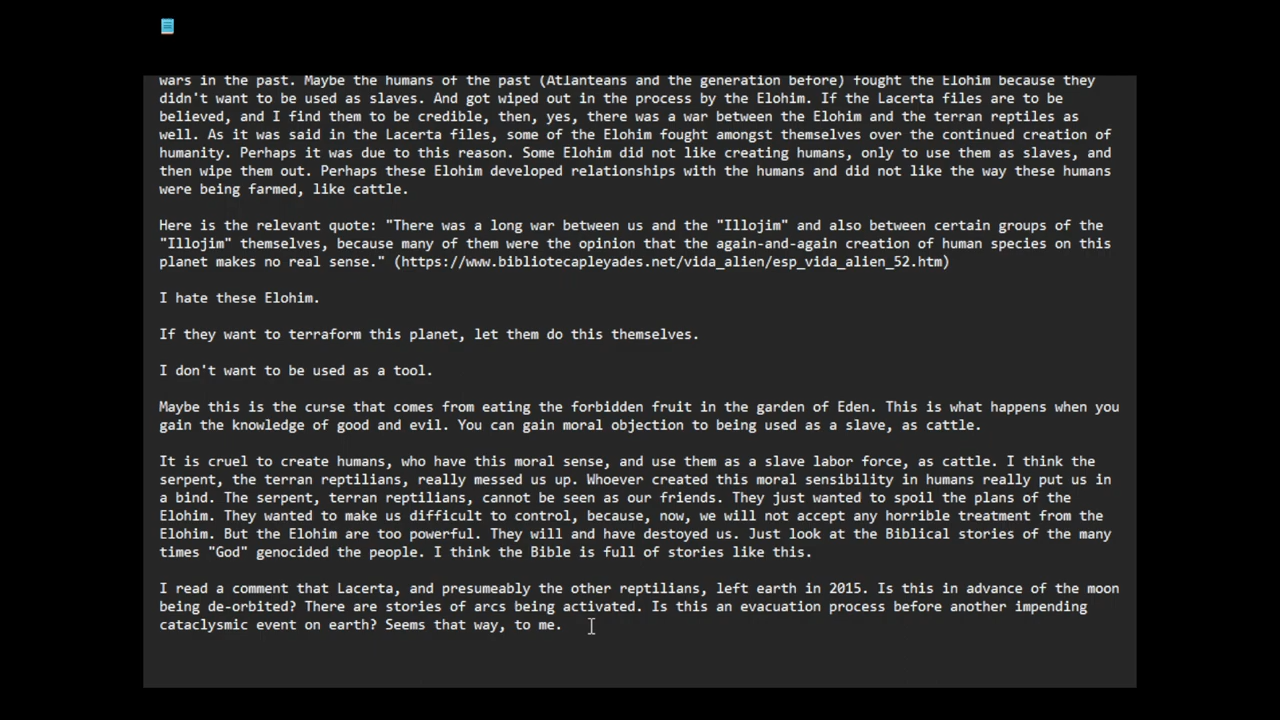 wars in the past. Maybe the humans of the past (Atlanteans and the generation before) fought the Elohim because they
didn't want to be used as slaves. And got wiped out in the process by the Elohim. If the Lacerta files are to be
believed, and I find them to be credible, then, yes, there was a war between the Elohim and the terran reptiles as
well. As it was said in the Lacerta files, some of the Elohim fought amongst themselves over the continued creation of
humanity. Perhaps it was due to this reason. Some Elohim did not like creating humans, only to use them as slaves, and
then wipe them out. Perhaps these Elohim developed relationships with the humans and did not like the way these humans
were being farmed, like cattle.
Here is the relevant quote: "There was a long war between us and the "Illojim" and also between certain groups of the
"Illojim" themselves, because many of them were the opinion that the again-and-again creation of human species on this
planet makes no real sense." (https://www.bibliotecapleyades.net/vida_alien/esp_vida_alien_52.htm)
I hate these Elohim.
If they want to terraform this planet, let them do this themselves.
I don't want to be used as a tool.
Maybe this is the curse that comes from eating the forbidden fruit in the garden of Eden. This is what happens when you
gain the knowledge of good and evil. You can gain moral objection to being used as a slave, as cattle.
It is cruel to create humans, who have this moral sense, and use them as a slave labor force, as cattle. I think the
serpent, the terran reptilians, really messed us up. Whoever created this moral sensibility in humans really put us in
a bind. The serpent, terran reptilians, cannot be seen as our friends. They just wanted to spoil the plans of the
Elohim. They wanted to make us difficult to control, because, now, we will not accept any horrible treatment from the
Elohim. But the Elohim are too powerful. They will and have destoyed us. Just look at the Biblical stories of the many
times "God" genocided the people. I think the Bible is full of stories like this.
I read a comment that Lacerta, and presumeably the other reptilians, left earth in 2015. Is this in advance of the moon
being de-orbited? There are stories of arcs being activated. Is this an evacuation process before another impending
cataclysmic event on earth? Seems that way, to me.